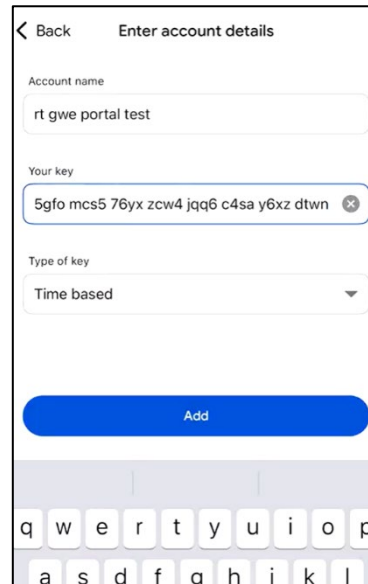 Back Enter account details
Account name
rt gwe portal test
Your key
5gfo mcs5 76yx zcw4 jqq6 c4sa y6xz dtwn
Type of key
Time based
Add
q w e r t y u i o p
a s d f g h j k l